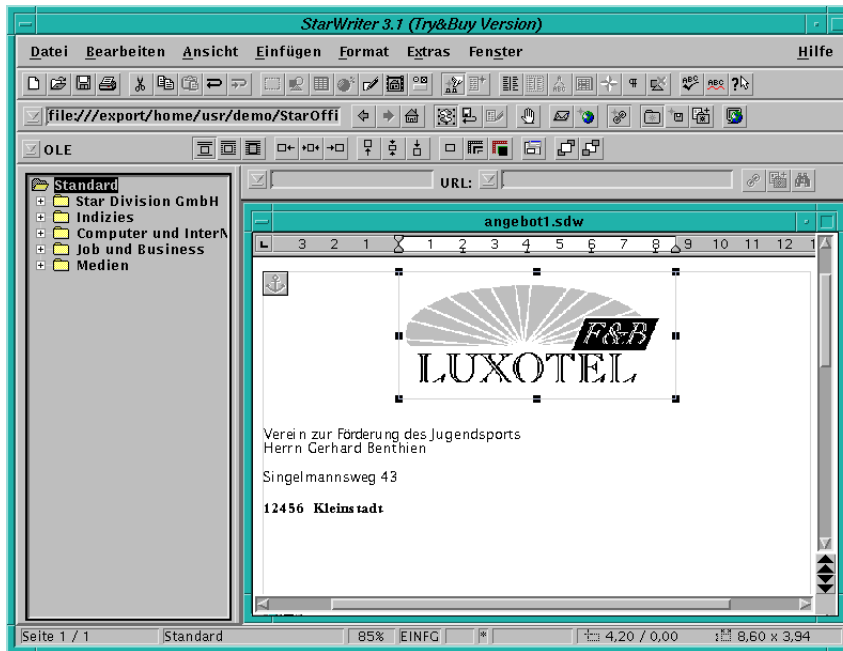 StarWriter 3.1 (Try&Buy Version)
Datei Bearbeiten Ansicht Einfügen Format Extras Fenster Hilfe
file:///export/home/usr/demo/StarOffi
OLE
URL:
Standard
Star Division GmbH
Indizies
Computer und InterN
Job und Business
Medien
angebot1.sdw
3 2 1 1 2 3 4 5 6 7 8 9 10 11 12 1
F&B
LUXOTEL
Verein zur Förderung des Jugendsports
Herrn Gerhard Benthien
Singelmannsweg 43
12456 Kleinstadt
Seite 1 / 1 Standard 85% EINFG * 4,20 / 0,00 8,60 x 3,94